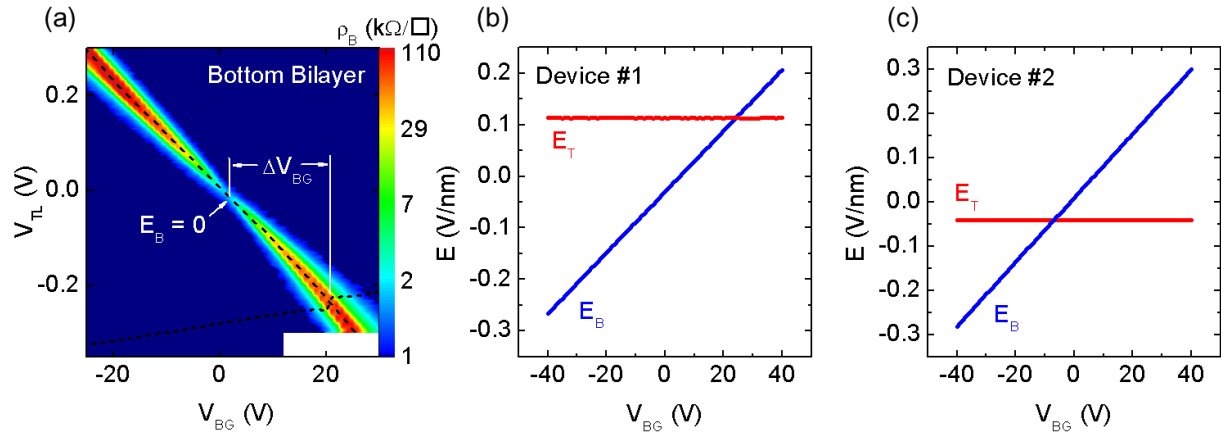 (a)
ρB (kΩ/□)
Bottom Bilayer
ΔVBG
EB = 0
VTL (V)
0.2
0.0
-0.2
-20
0
20
VBG (V)
110
29
7
2
1
(b)
Device #1
ET
EB
E (V/nm)
0.2
0.1
0.0
-0.1
-0.2
-0.3
-40
-20
0
20
40
VBG (V)
(c)
Device #2
ET
EB
E (V/nm)
0.3
0.2
0.1
0.0
-0.1
-0.2
-0.3
-40
-20
0
20
40
VBG (V)